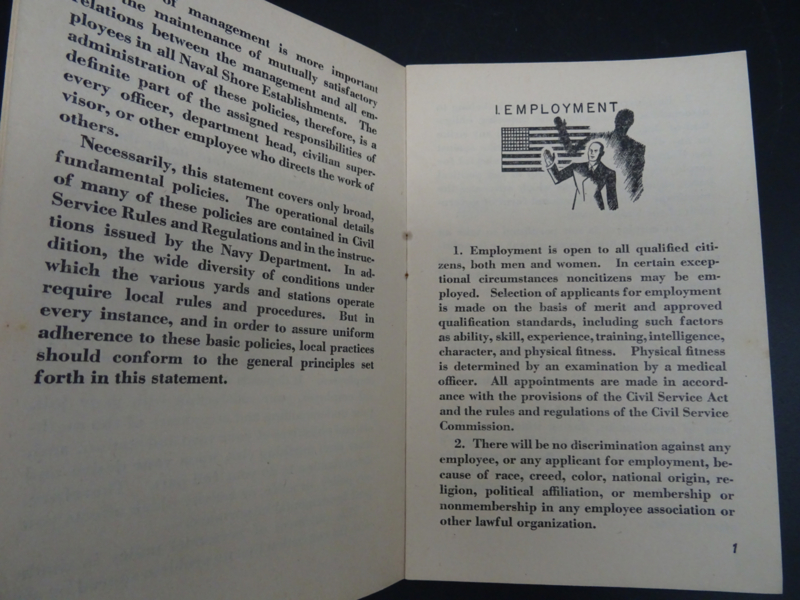 of management is more important
the maintenance of mutually satisfactory
relations between the management and all em-
ployees in all Naval Shore Establishments. The
administration of these policies, therefore, is a
definite part of the assigned responsibilities of
every officer, department head, civilian super-
visor, or other employee who directs the work of
others.
Necessarily, this statement covers only broad,
fundamental policies. The operational details
of many of these policies are contained in Civil
Service Rules and Regulations and in the instruc-
tions issued by the Navy Department. In ad-
dition, the wide diversity of conditions under
which the various yards and stations operate
require local rules and procedures. But in
every instance, and in order to assure uniform
adherence to these basic policies, local practices
should conform to the general principles set
forth in this statement.
I. EMPLOYMENT
1. Employment is open to all qualified citi-
zens, both men and women. In certain excep-
tional circumstances noncitizens may be em-
ployed. Selection of applicants for employment
is made on the basis of merit and approved
qualification standards, including such factors
as ability, skill, experience, training, intelligence,
character, and physical fitness. Physical fitness
is determined by an examination by a medical
officer. All appointments are made in accord-
ance with the provisions of the Civil Service Act
and the rules and regulations of the Civil Service
Commission.
2. There will be no discrimination against any
employee, or any applicant for employment, be-
cause of race, creed, color, national origin, re-
ligion, political affiliation, or membership or
nonmembership in any employee association or
other lawful organization.
1